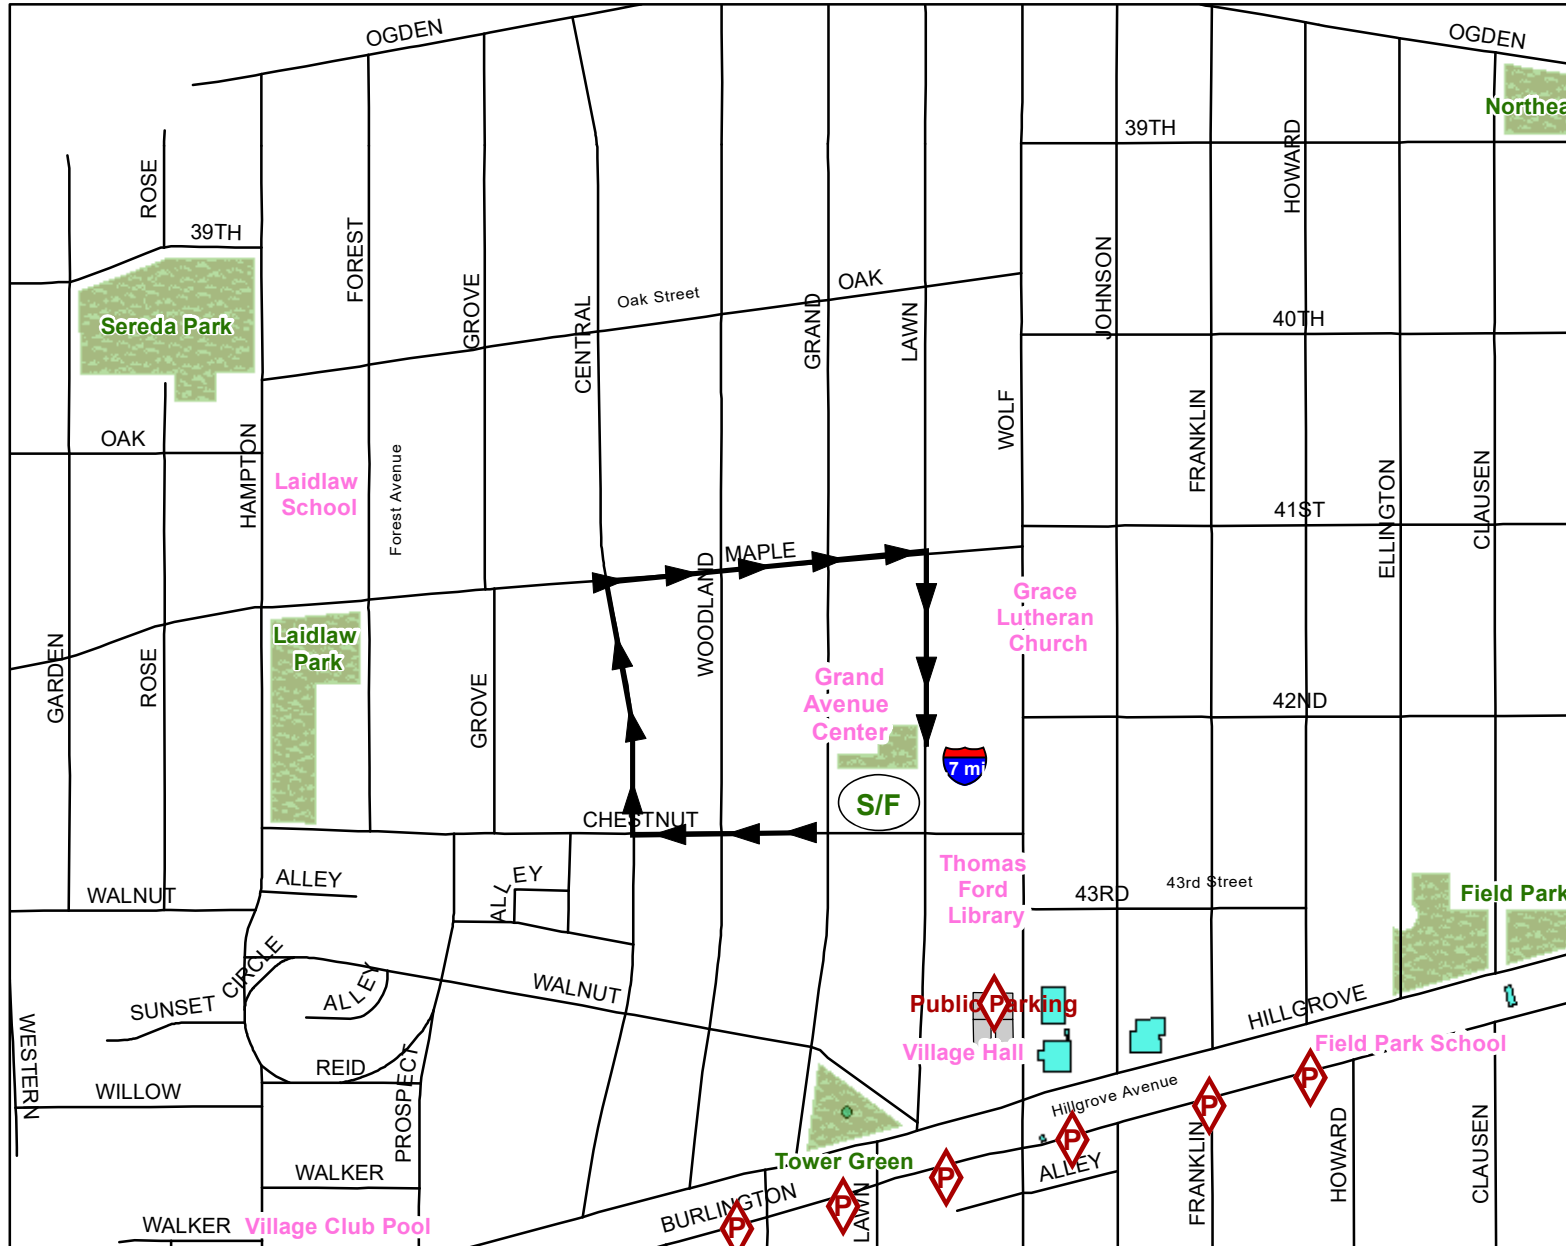 OGDEN
OGDEN
Northea
39TH
HOWARD
ROSE
39TH
FOREST
GROVE
CENTRAL
Oak Street
OAK
GRAND
LAWN
JOHNSON
40TH
Sereda Park
OAK
HAMPTON
Laidlaw
School
Forest Avenue
WOLF
FRANKLIN
ELLINGTON
CLAUSEN
41ST
MAPLE
WOODLAND
Grace
Lutheran
Church
GARDEN
ROSE
Laidlaw
Park
GROVE
Grand
Avenue
Center
42ND
7 mi
S/F
CHESTNUT
WALNUT
ALLEY
ALLEY
Thomas
Ford
Library
43RD
43rd Street
Field Park
SUNSET
CIRCLE
ALLEY
WALNUT
Public Parking
Village Hall
HILLGROVE
Field Park School
WESTERN
REID
WILLOW
PROSPECT
Hillgrove Avenue
P
P
P
P
P
P
Tower Green
ALLEY
FRANKLIN
HOWARD
CLAUSEN
WALKER
BURLINGTON
LAWN
WALKER
Village Club Pool